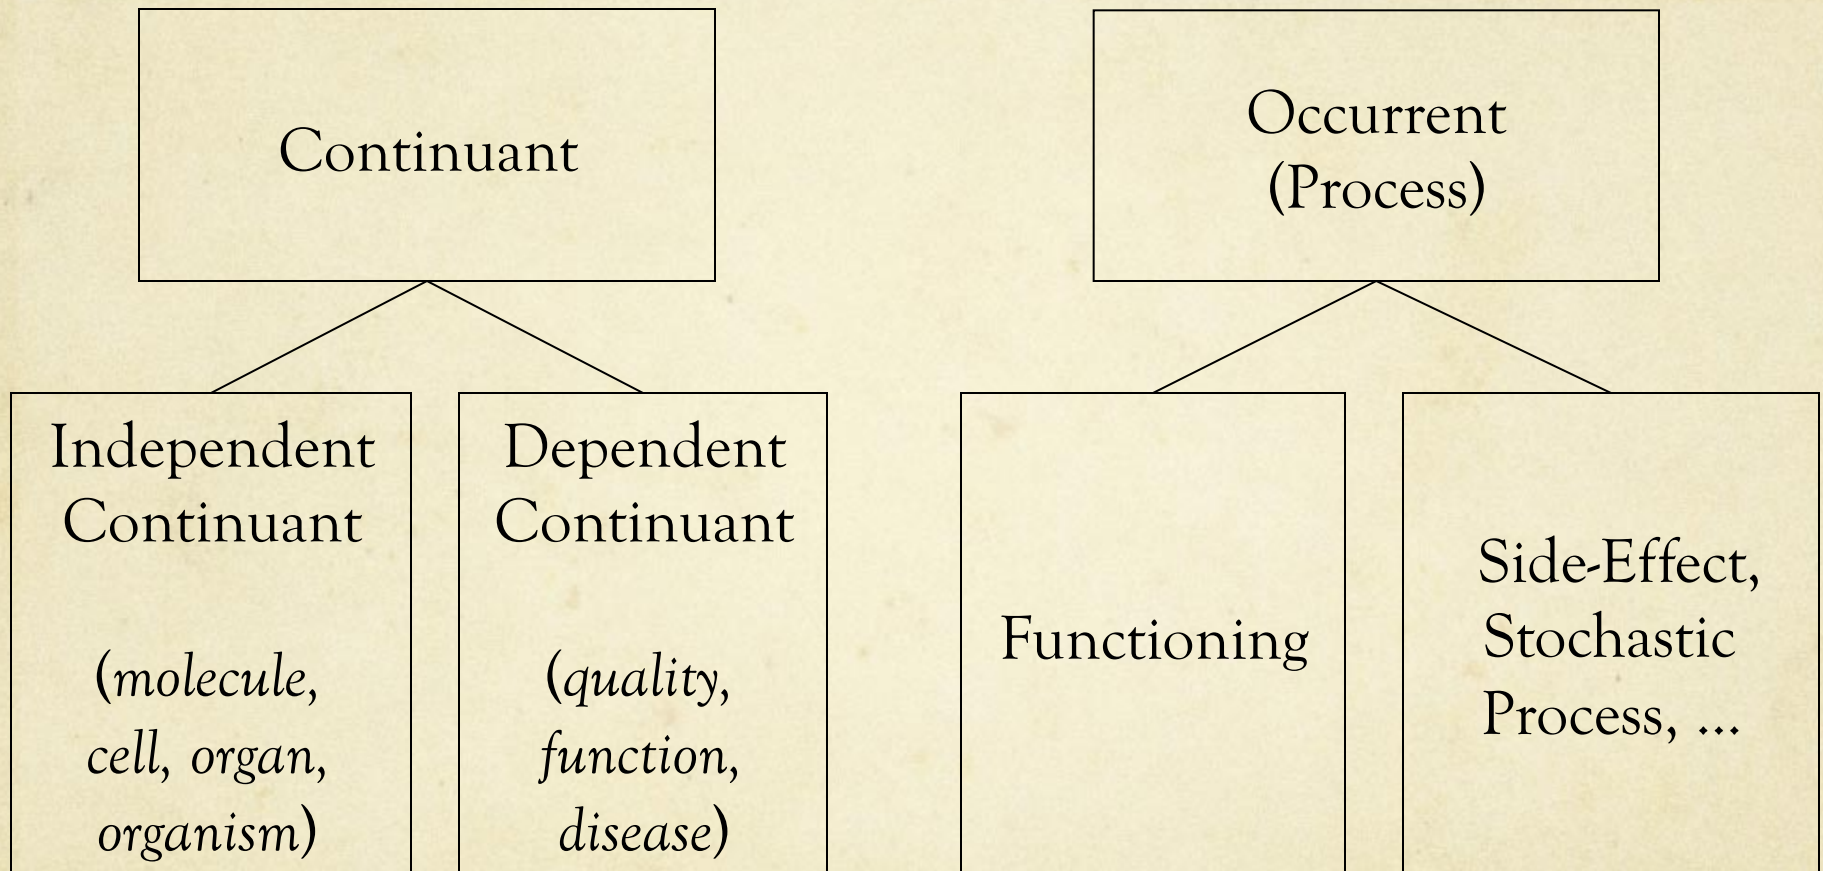 Continuant
Occurrent
(Process)
Independent
Continuant
(molecule,
cell, organ,
organism)
Dependent
Continuant
(quality,
function,
disease)
Functioning
Side-Effect,
Stochastic
Process, ...